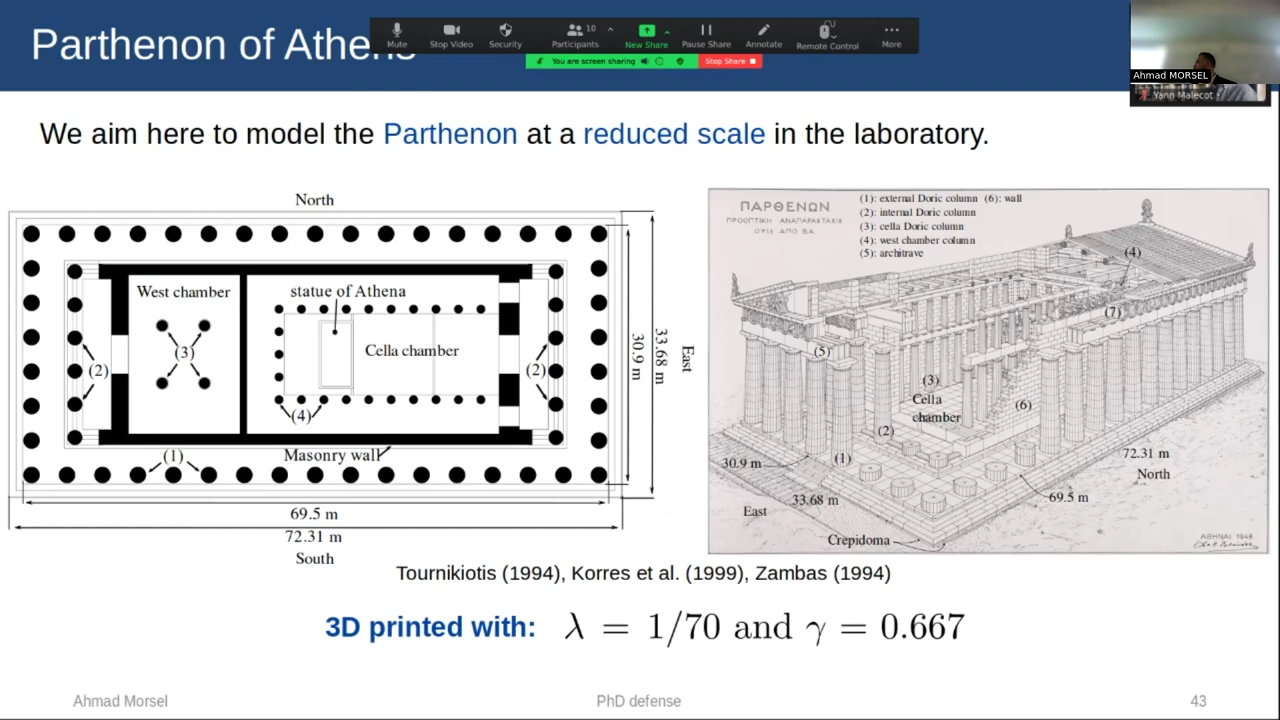 Parthenon of Athens
Mute
Stop Video
Security
Participants
10
New Share
Pause Share
Annotate
Remote Control
More
You are screen sharing
Stop Share
Ahmad MORSEL
Yann Malecot
We aim here to model the Parthenon at a reduced scale in the laboratory.
North
West chamber
statue of Athena
(3)
Cella chamber
(2)
(2)
(4)
(1)
Masonry wall
30.9 m
33.68 m
East
69.5 m
72.31 m
South
ΠΑΡΘΕΝΩΝ
(1): external Doric column (6): wall
(2): internal Doric column
(3): cella Doric column
(4): west chamber column
(5): architrave
(4)
(7)
(5)
(3)
Cella
chamber
(6)
(2)
(1)
30.9 m
33.68 m
East
72.31 m
North
69.5 m
Crepidoma
ΑΘΗΝΑΙ 1948
Tournikiotis (1994), Korres et al. (1999), Zambas (1994)
3D printed with: λ = 1/70 and γ = 0.667
Ahmad Morsel
PhD defense
43